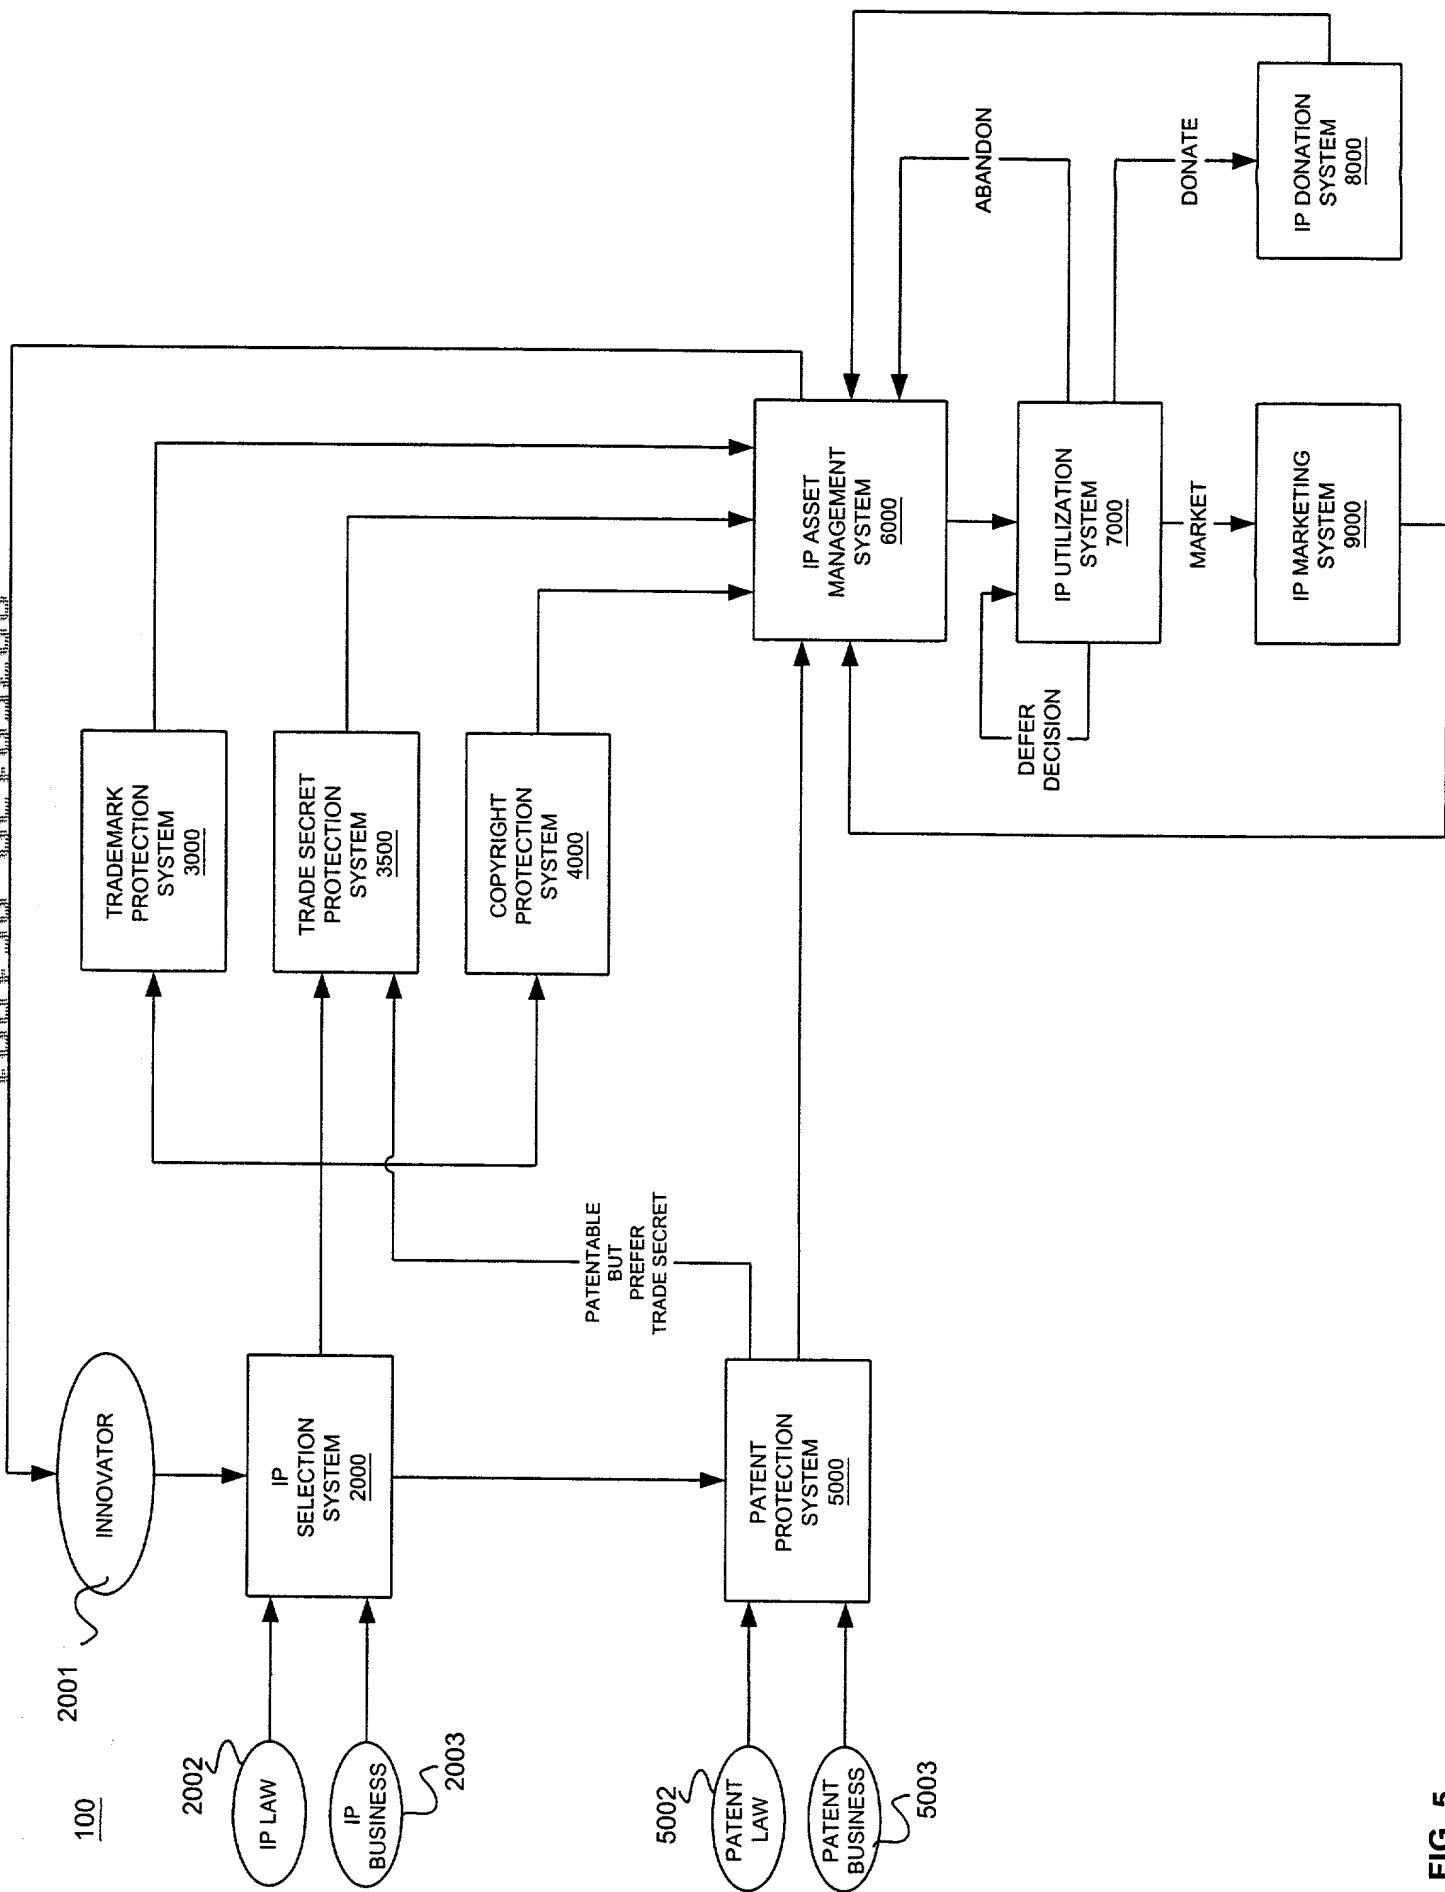 100
2001
INNOVATOR
2002
IP LAW
IP
BUSINESS
2003
IP
SELECTION
SYSTEM
2000
TRADEMARK
PROTECTION
SYSTEM
3000
TRADE SECRET
PROTECTION
SYSTEM
3500
COPYRIGHT
PROTECTION
SYSTEM
4000
PATENTABLE
BUT
PREFER
TRADE SECRET
5002
PATENT
LAW
PATENT
BUSINESS
5003
PATENT
PROTECTION
SYSTEM
5000
IP ASSET
MANAGEMENT
SYSTEM
6000
ABANDON
DEFER
DECISION
IP UTILIZATION
SYSTEM
7000
DONATE
MARKET
IP DONATION
SYSTEM
8000
IP MARKETING
SYSTEM
9000
FIG. 5